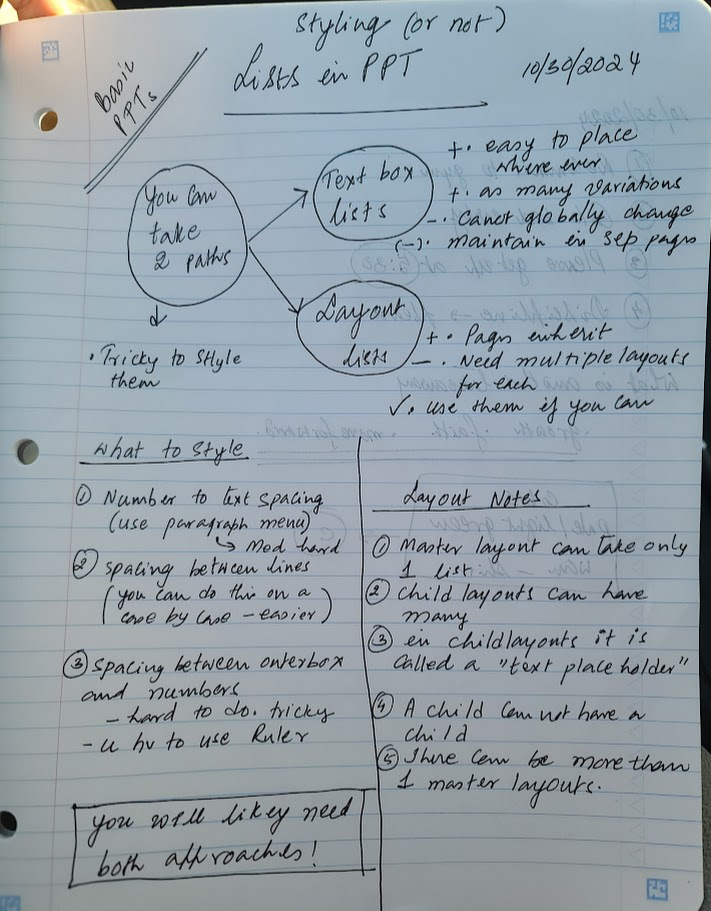 Styling (or not)
Lists in PPT
10/30/2024
Basic
PPTs
You can
take
2 paths
Text box
lists
+. easy to place
where ever
+. as many variations
-. Canot globally change
(-). maintain in sep pages
Layout
lists
+. Pages inherit
-. Need multiple layouts
for each
✓. use them if you can
. Tricky to style
them
What to style
① Number to text spacing
(use paragraph menu)
↳ Med hard
② Spacing between lines
(you can do this on a
case by case - easier)
③ Spacing between outerbox
and numbers
- hard to do. tricky
- u hv to use Ruler
you will likey need
both approaches!
Layout Notes
① Master layout can take only
1 list
② Child layouts can have
many
③ in childlayouts it is
called a "text place holder"
④ A child can not have a
child
⑤ There can be more than
1 master layouts.